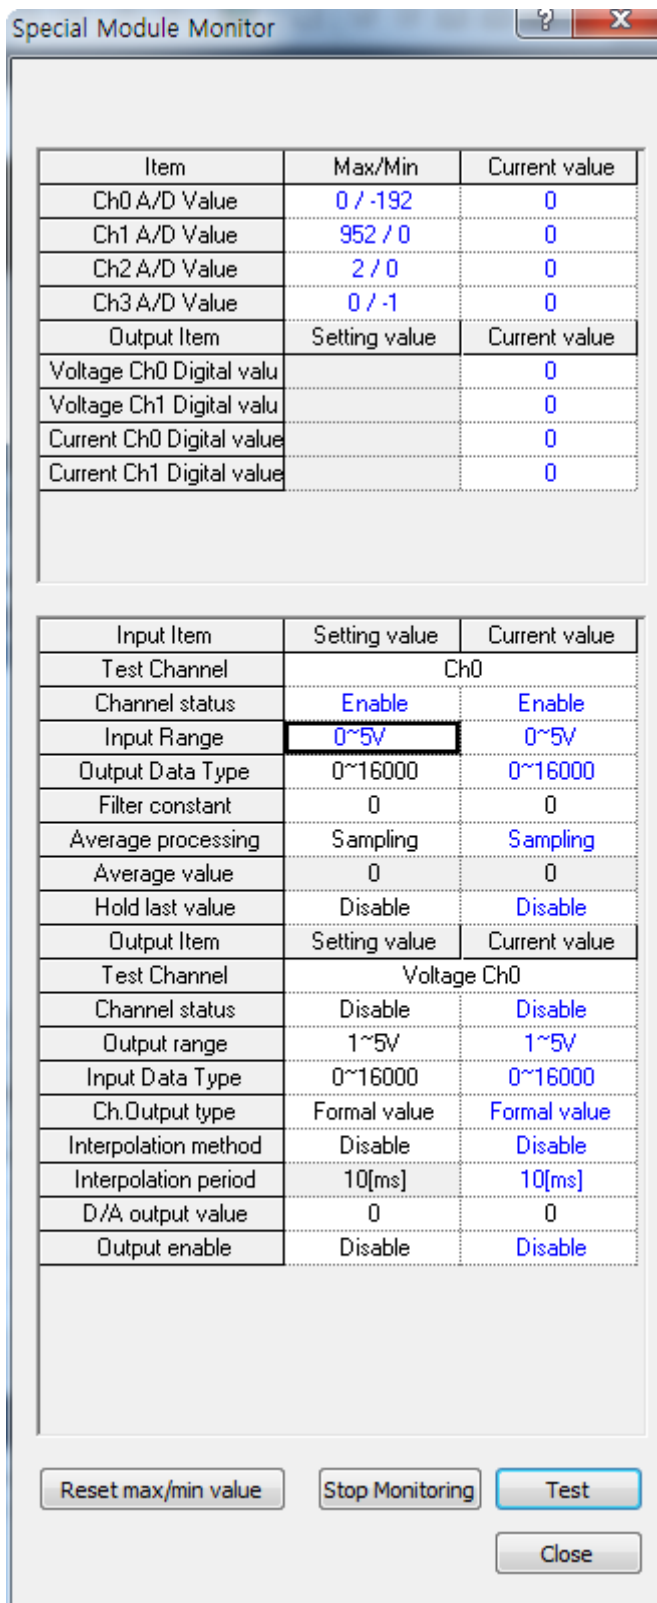 Special Module Monitor
Item Max/Min Current value
Ch0 A/D Value 0 / -192 0
Ch1 A/D Value 952 / 0 0
Ch2 A/D Value 2 / 0 0
Ch3 A/D Value 0 / -1 0
Output Item Setting value Current value
Voltage Ch0 Digital valu 0
Voltage Ch1 Digital valu 0
Current Ch0 Digital value 0
Current Ch1 Digital value 0
Input Item Setting value Current value
Test Channel Ch0
Channel status Enable Enable
Input Range 0~5V 0~5V
Output Data Type 0~16000 0~16000
Filter constant 0 0
Average processing Sampling Sampling
Average value 0 0
Hold last value Disable Disable
Output Item Setting value Current value
Test Channel Voltage Ch0
Channel status Disable Disable
Output range 1~5V 1~5V
Input Data Type 0~16000 0~16000
Ch.Output type Formal value Formal value
Interpolation method Disable Disable
Interpolation period 10[ms] 10[ms]
D/A output value 0 0
Output enable Disable Disable
Reset max/min value Stop Monitoring Test
Close